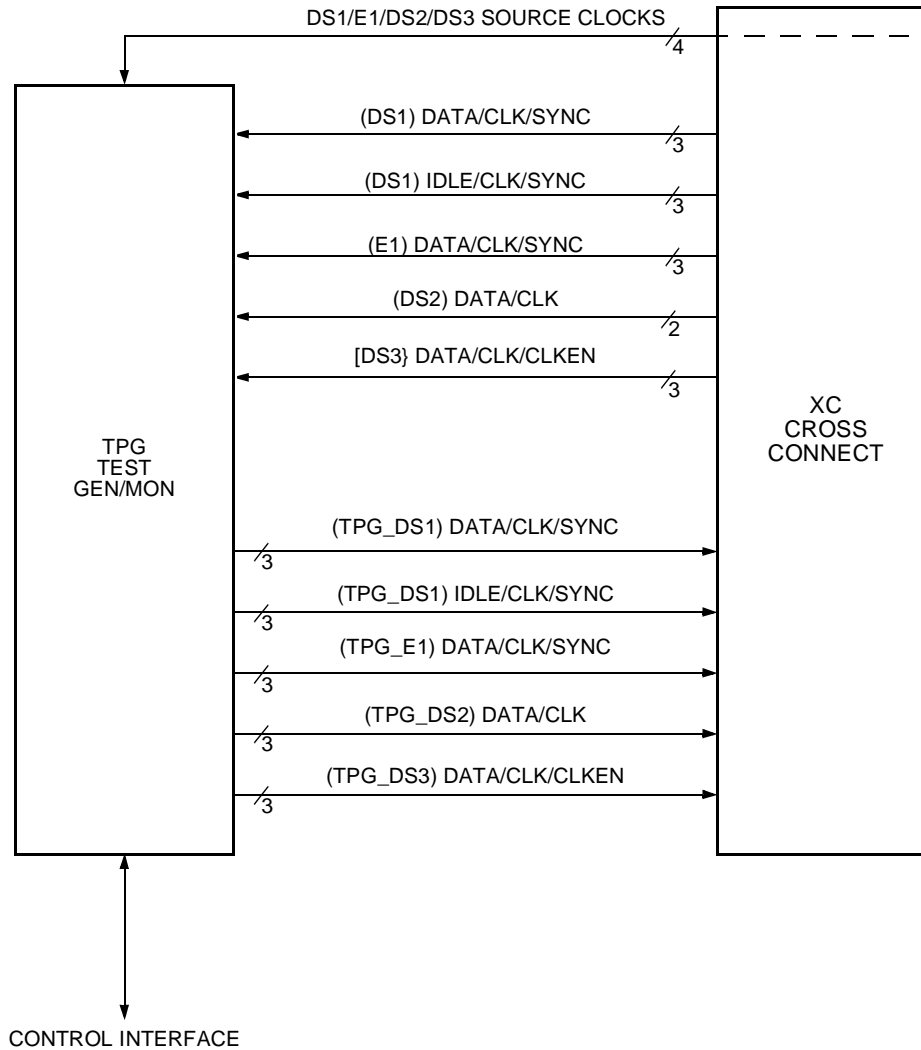 DS1/E1/DS2/DS3 SOURCE CLOCKS
4
(DS1) DATA/CLK/SYNC
3
(DS1) IDLE/CLK/SYNC
3
(E1) DATA/CLK/SYNC
3
(DS2) DATA/CLK
2
[DS3} DATA/CLK/CLKEN
3
XC
CROSS
CONNECT
TPG
TEST
GEN/MON
(TPG_DS1) DATA/CLK/SYNC
3
(TPG_DS1) IDLE/CLK/SYNC
3
(TPG_E1) DATA/CLK/SYNC
3
(TPG_DS2) DATA/CLK
3
(TPG_DS3) DATA/CLK/CLKEN
3
CONTROL INTERFACE